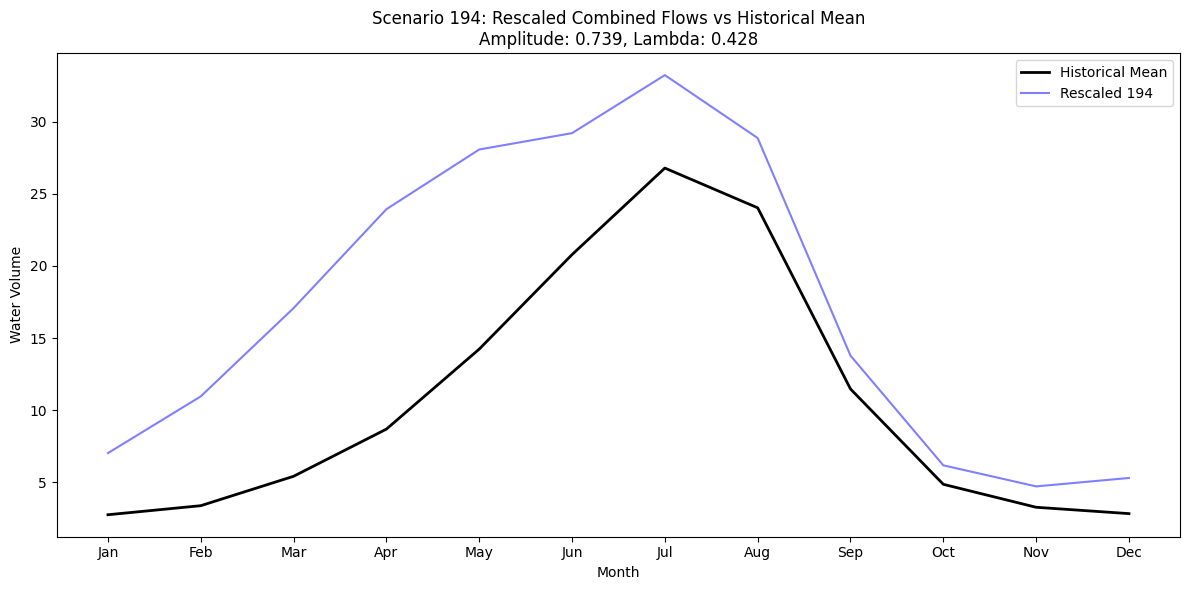 Scenario 194: Rescaled Combined Flows vs Historical Mean
Amplitude: 0.739, Lambda: 0.428
Historical Mean
Rescaled 194
Water Volume
30
25
20
15
10
5
Jan Feb Mar Apr May Jun Jul Aug Sep Oct Nov Dec
Month